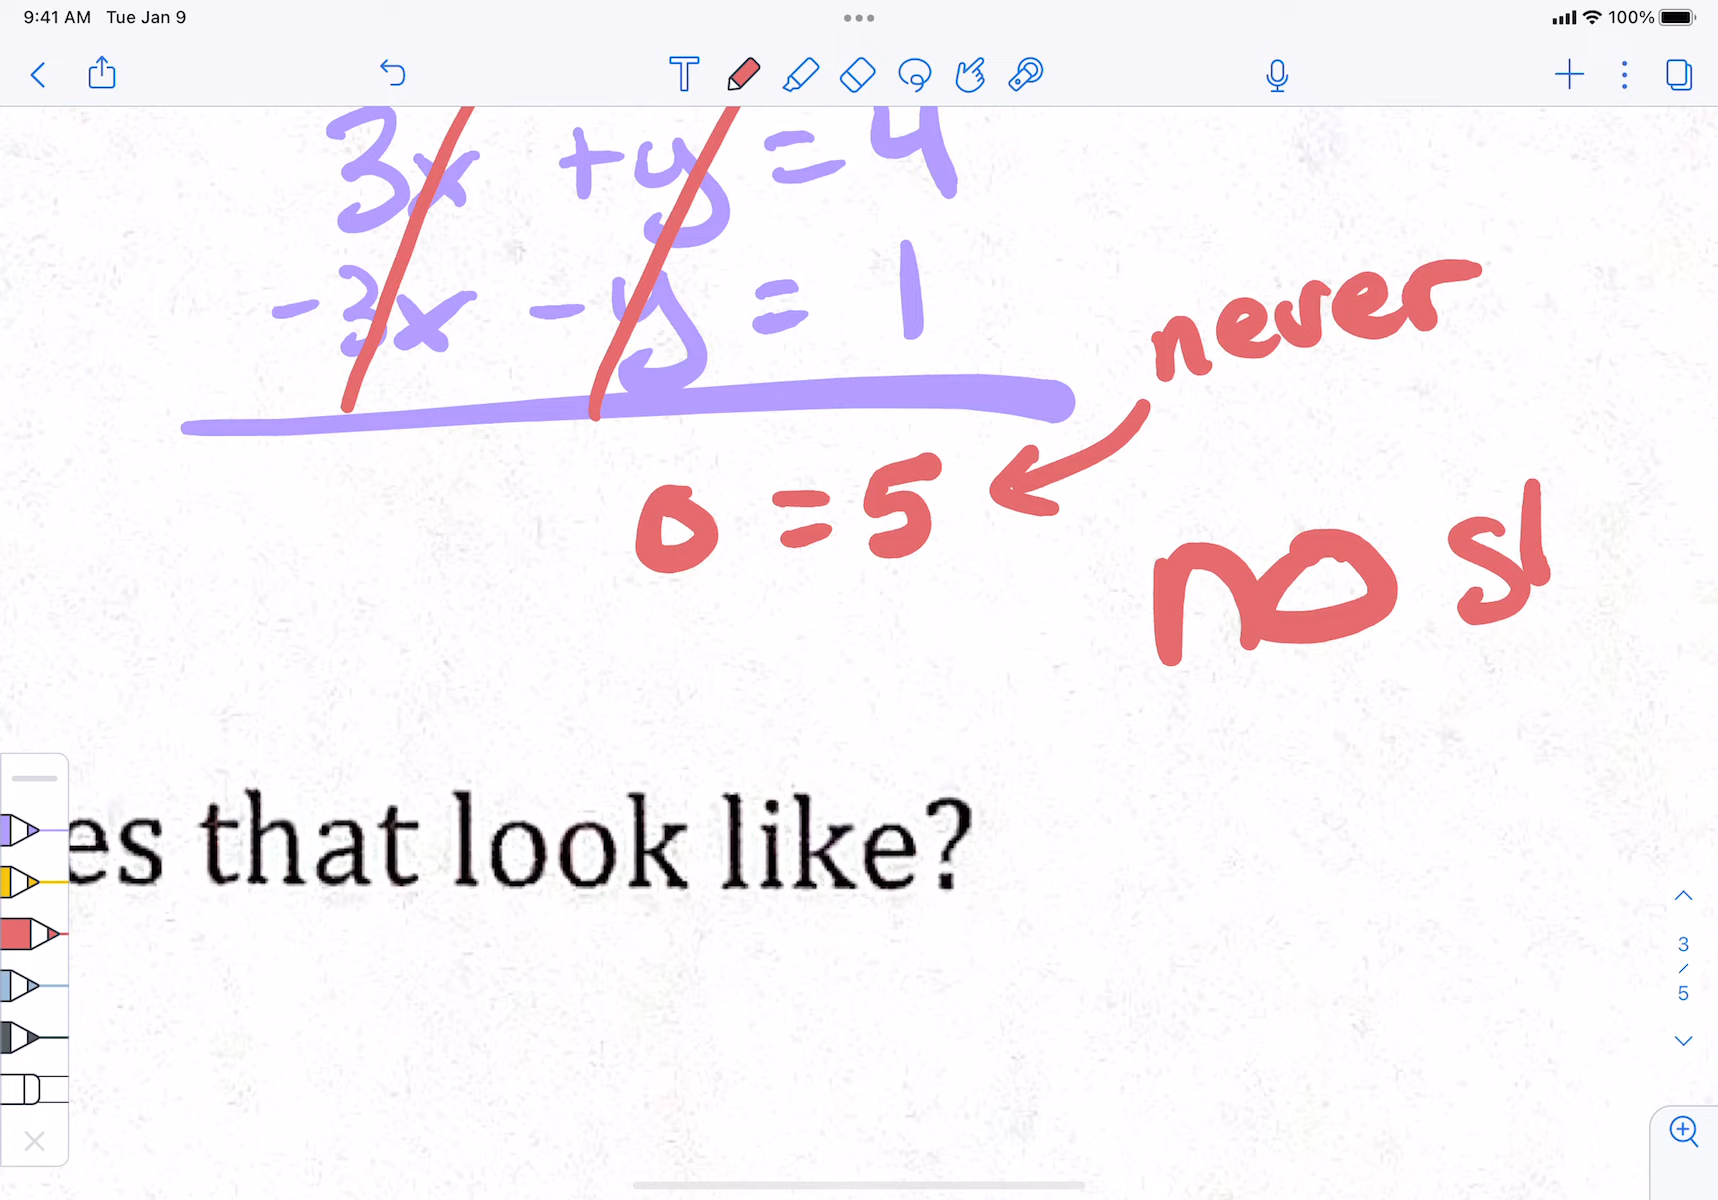 9:41 AM Tue Jan 9
100%
3x + y = 4
-3x - y = 1
never
0 = 5
no sl
es that look like?
3
/
5